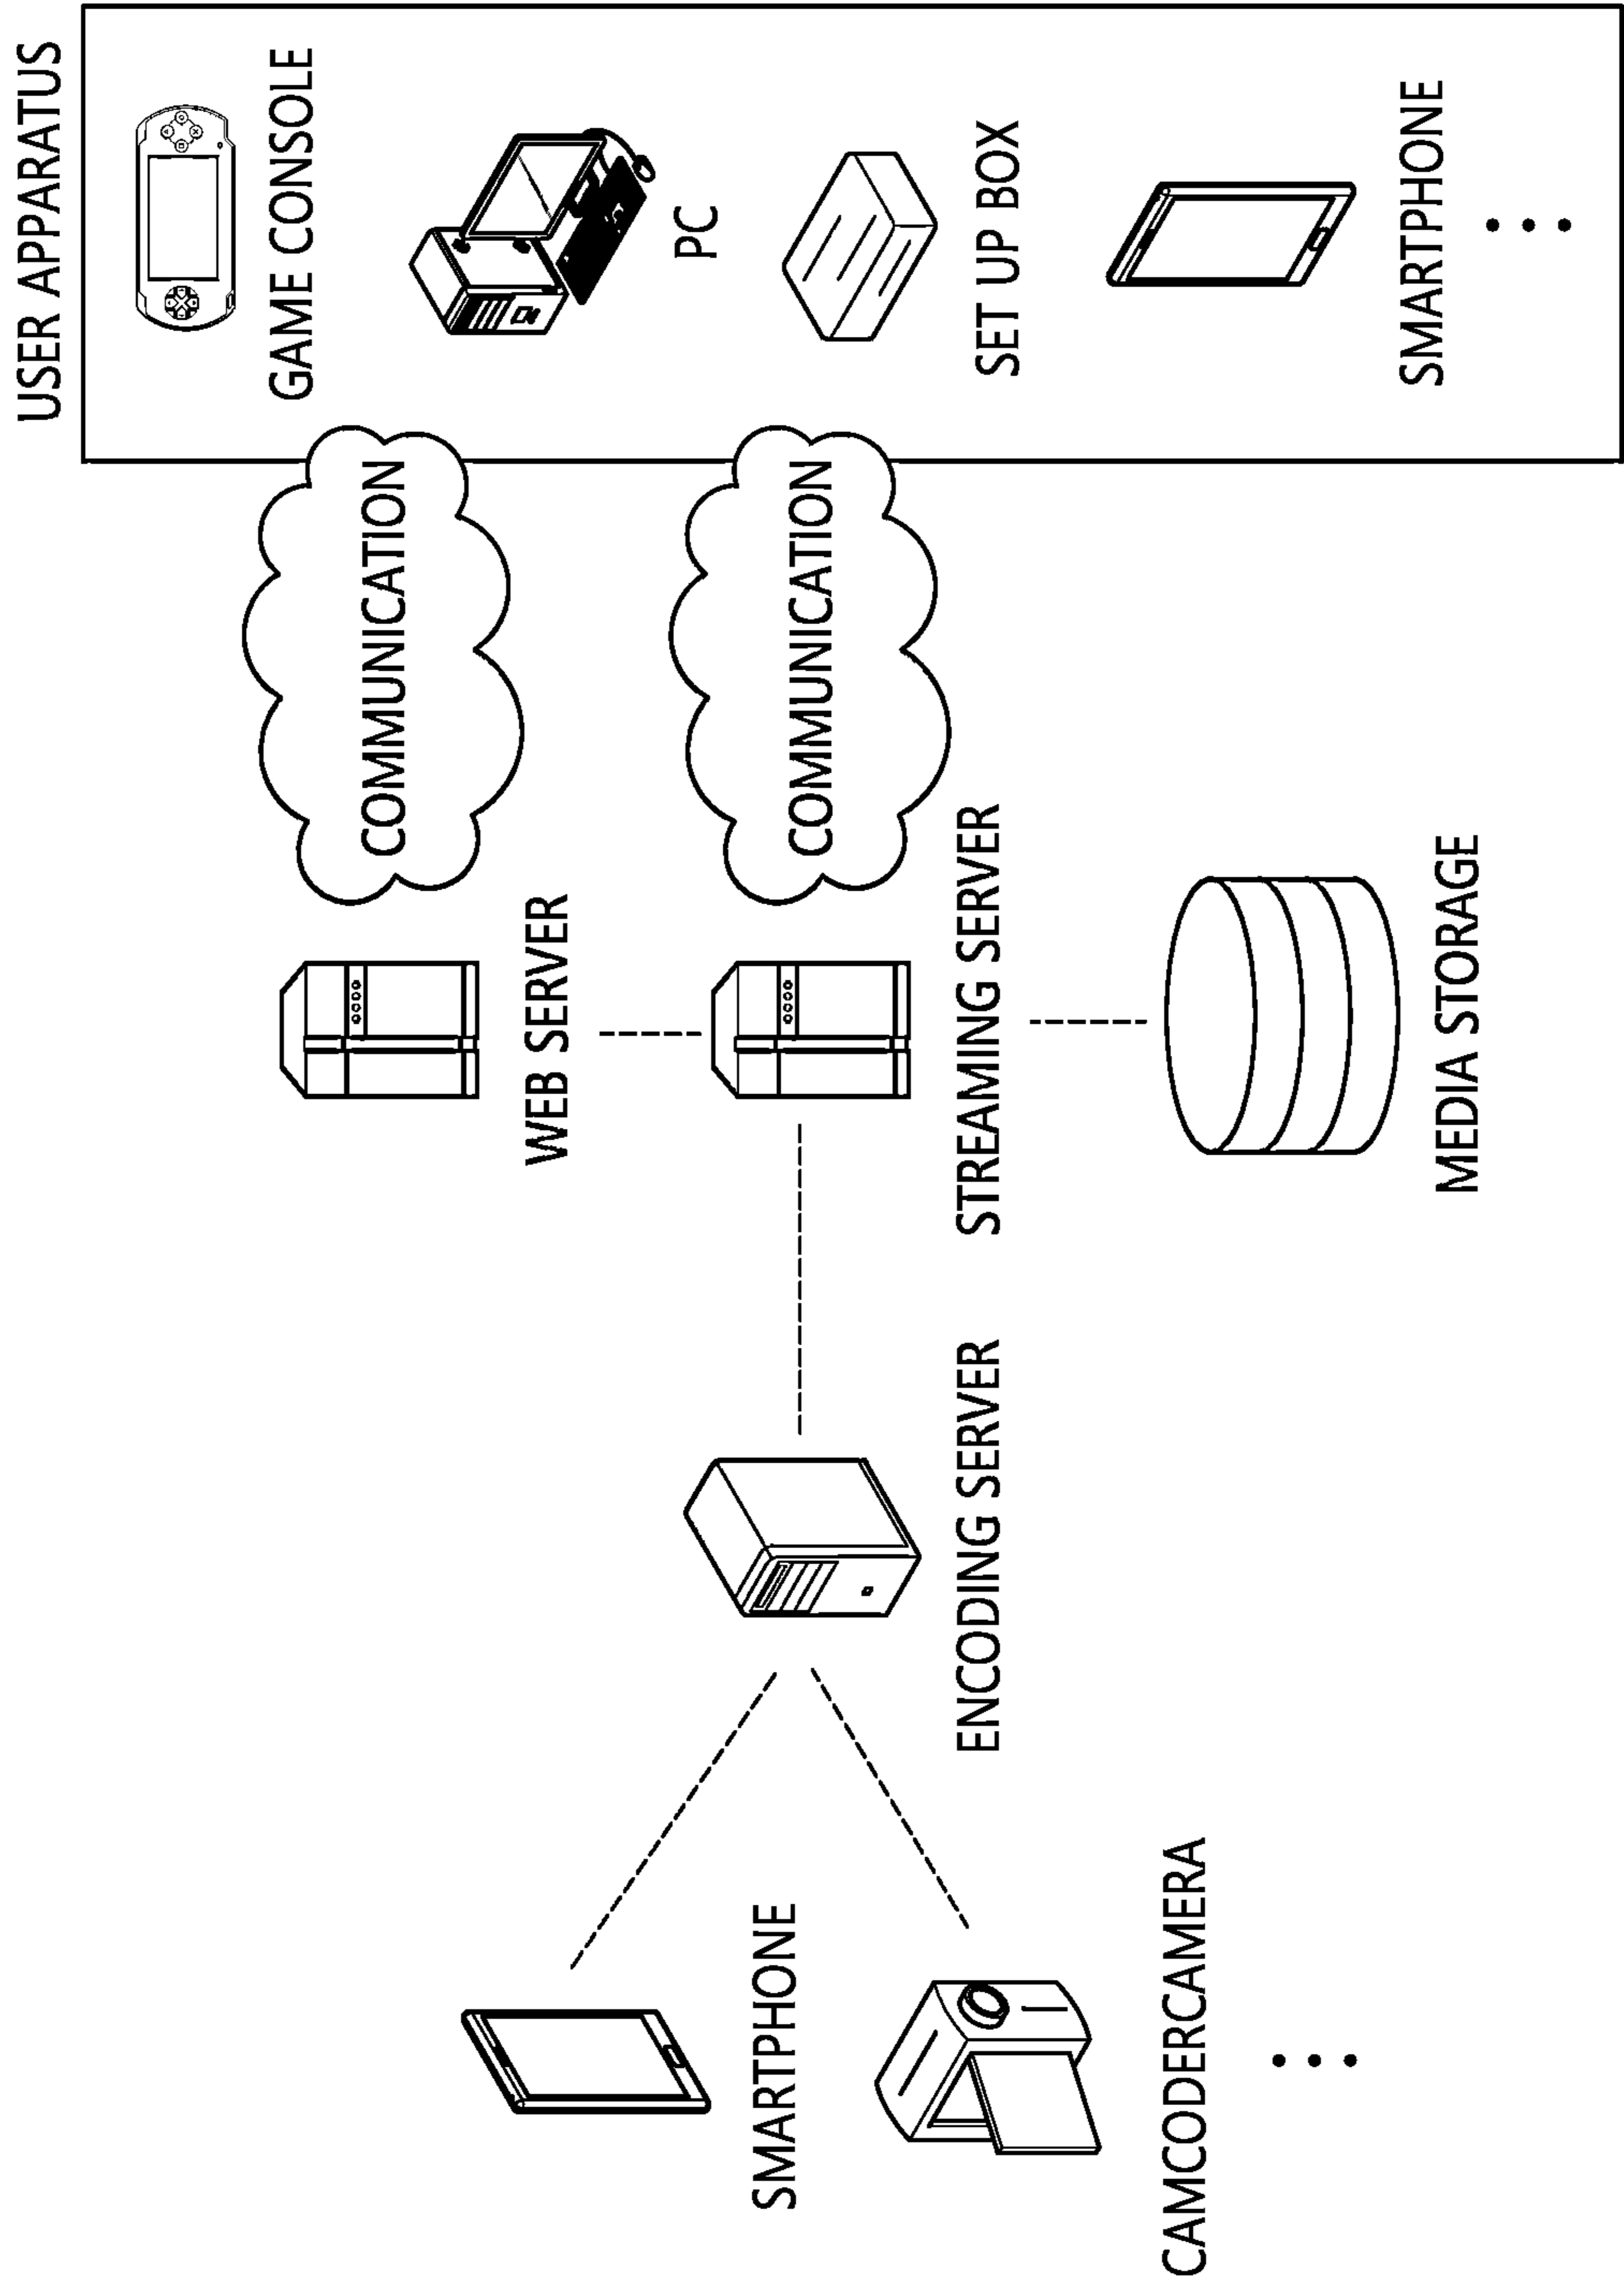 USER APPARATUS
GAME CONSOLE
PC
SET UP BOX
SMARTPHONE
COMMUNICATION
COMMUNICATION
WEB SERVER
STREAMING SERVER
MEDIA STORAGE
ENCODING SERVER
SMARTPHONE
CAMCODERCAMERA